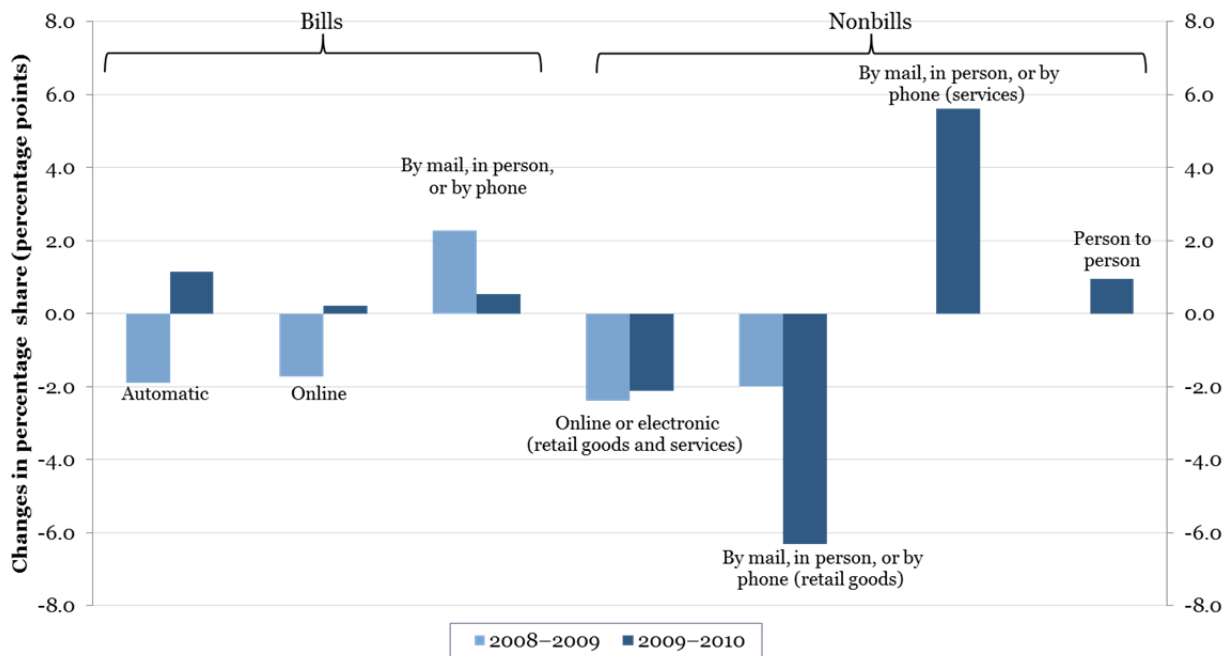 Changes in percentage share (percentage points)
8.0
6.0
4.0
2.0
0.0
-2.0
-4.0
-6.0
-8.0
Bills
Nonbills
By mail, in person, or by
phone (services)
By mail, in person,
or by phone
Person to
person
Automatic
Online
Online or electronic
(retail goods and services)
By mail, in person, or by
phone (retail goods)
8.0
6.0
4.0
2.0
0.0
-2.0
-4.0
-6.0
-8.0
2008–2009
2009–2010